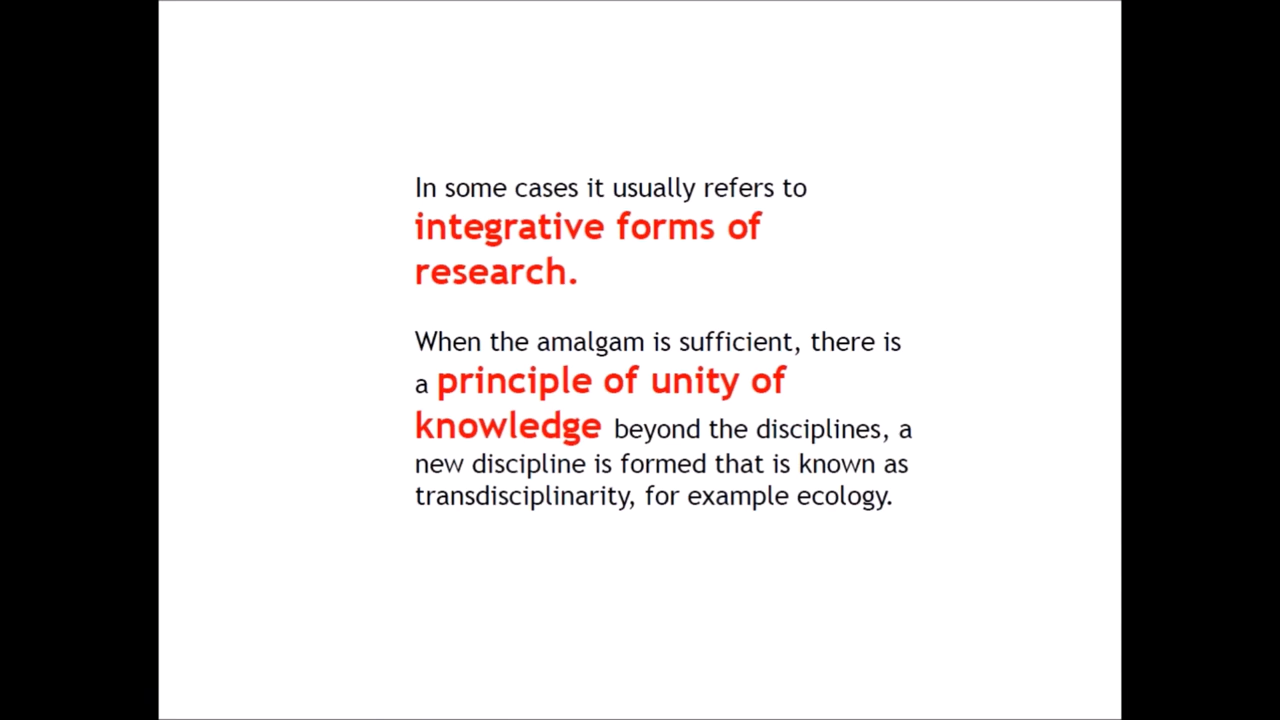 In some cases it usually refers to
integrative forms of
research.
When the amalgam is sufficient, there is
a principle of unity of
knowledge beyond the disciplines, a
new discipline is formed that is known as
transdisciplinarity, for example ecology.